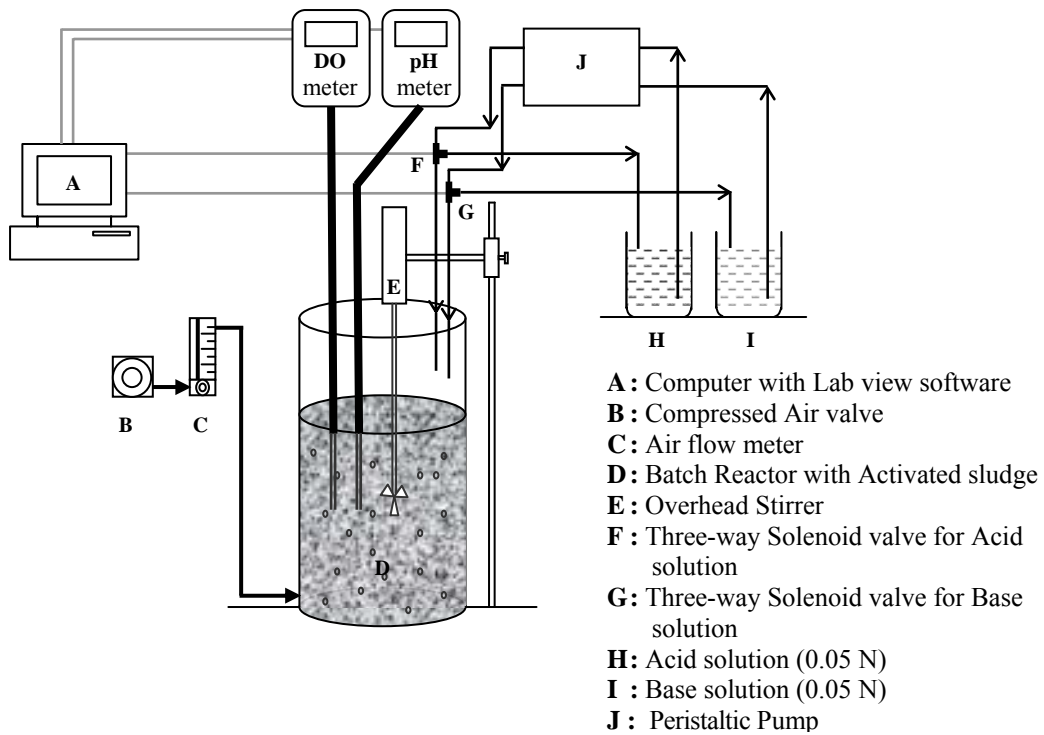 DO
meter
pH
meter
J
A
F
G
E
B
C
D
H
I
A : Computer with Lab view software
B : Compressed Air valve
C : Air flow meter
D : Batch Reactor with Activated sludge
E : Overhead Stirrer
F : Three-way Solenoid valve for Acid
solution
G : Three-way Solenoid valve for Base
solution
H : Acid solution (0.05 N)
I : Base solution (0.05 N)
J : Peristaltic Pump